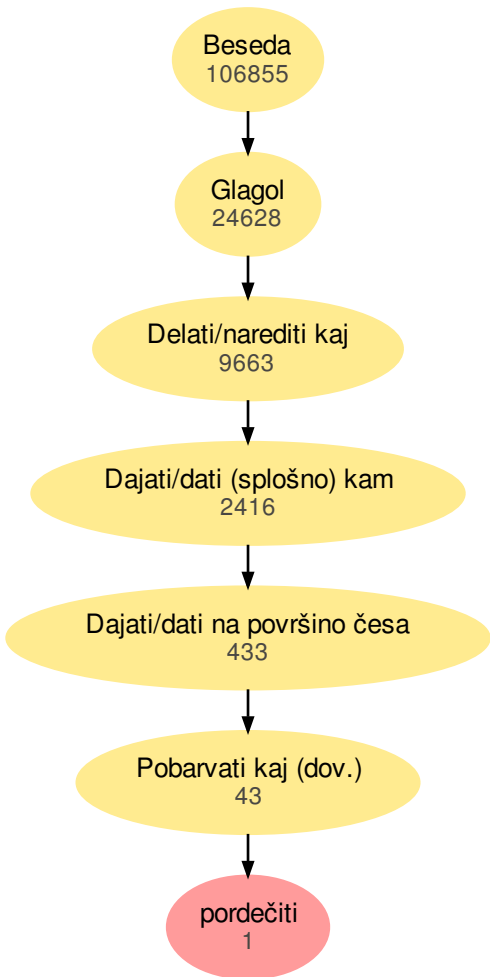 Beseda
106855
Glagol
24628
Delati/narediti kaj
9663
Dajati/dati (splošno) kam
2416
Dajati/dati na površino česa
433
Pobarvati kaj (dov.)
43
pordečiti
1